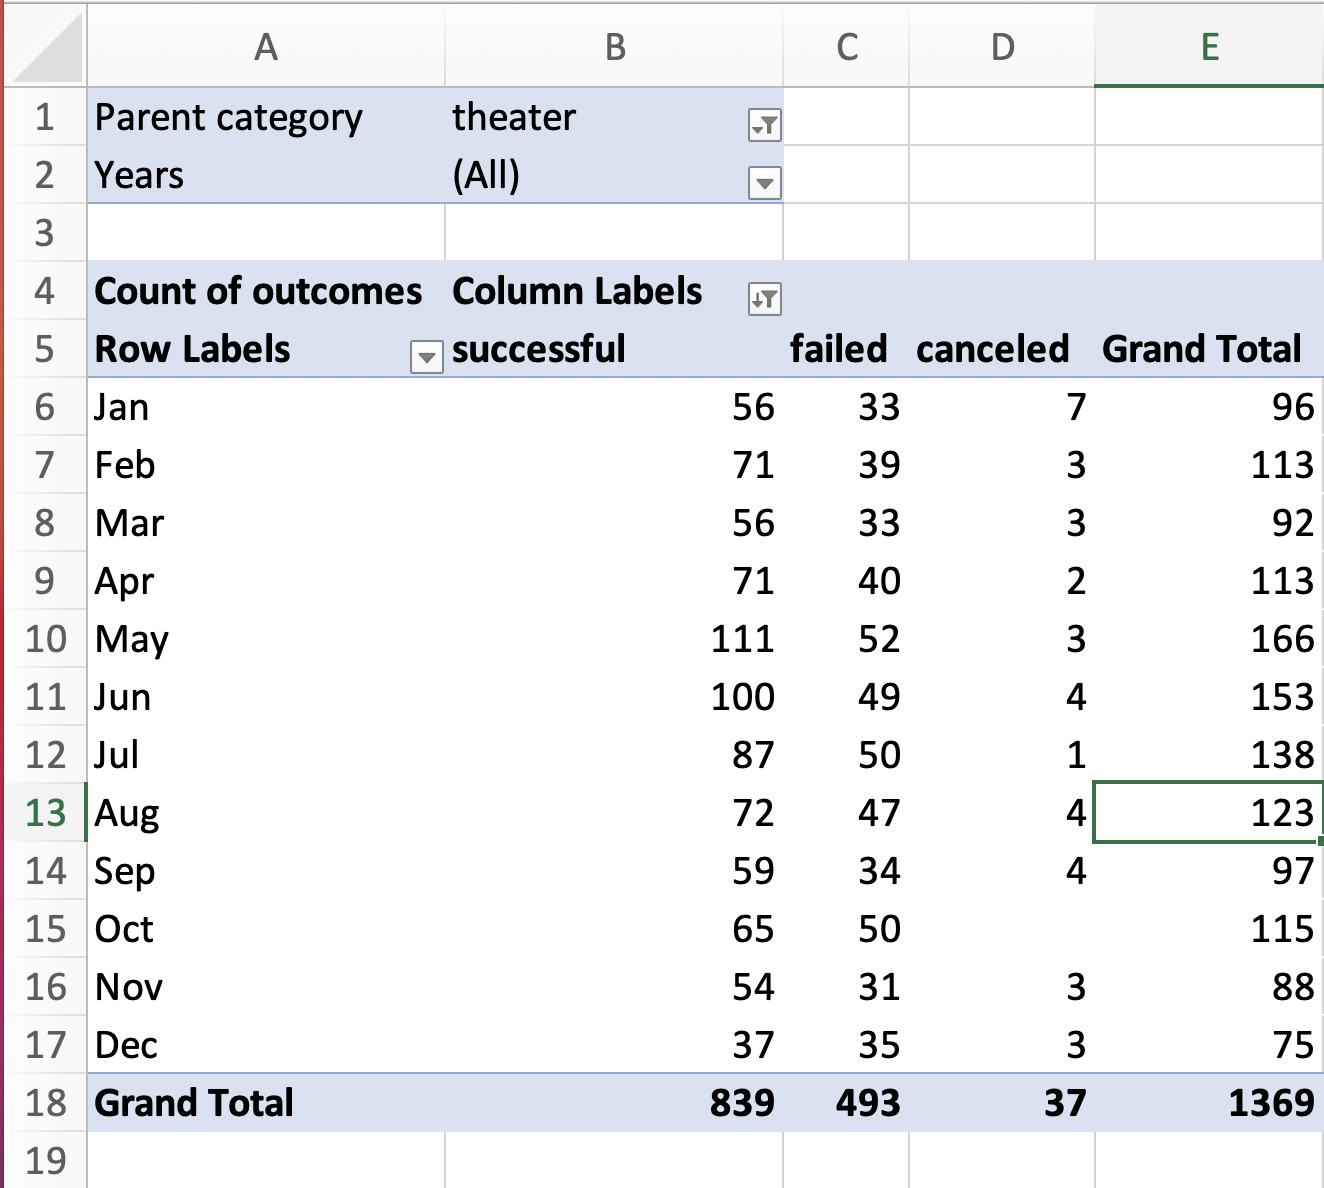 A B C D E
1 Parent category theater
2 Years (All)
3
4 Count of outcomes Column Labels
5 Row Labels successful failed canceled Grand Total
6 Jan 56 33 7 96
7 Feb 71 39 3 113
8 Mar 56 33 3 92
9 Apr 71 40 2 113
10 May 111 52 3 166
11 Jun 100 49 4 153
12 Jul 87 50 1 138
13 Aug 72 47 4 123
14 Sep 59 34 4 97
15 Oct 65 50 115
16 Nov 54 31 3 88
17 Dec 37 35 3 75
18 Grand Total 839 493 37 1369
19